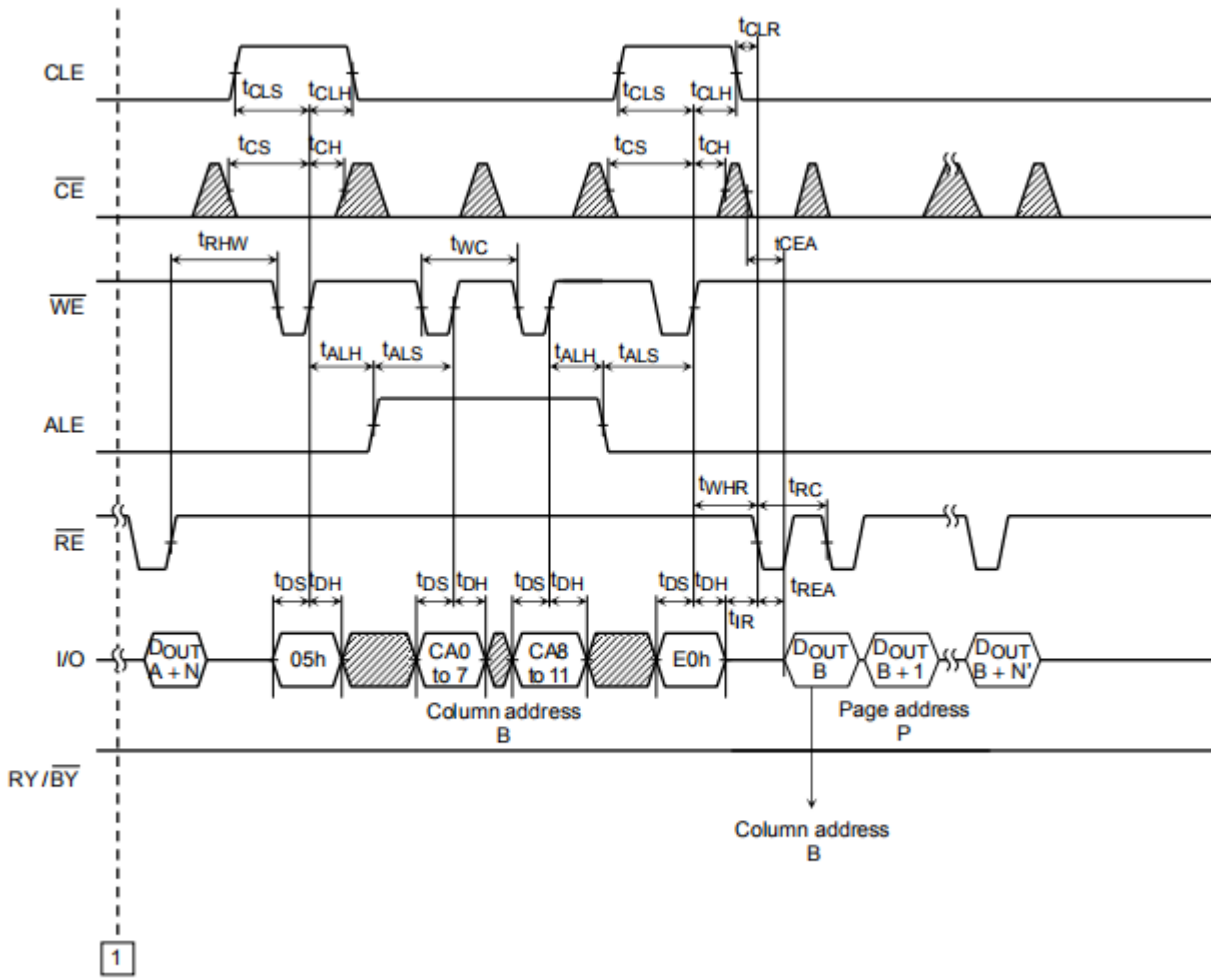 tCLR
CLE
tCLS tCLH tCLS tCLH
tCS tCH tCS tCH
CE
tRHW tWC tCEA
WE
tALH tALS tALH tALS
ALE
tWHR tRC
RE
tDS tDH tDS tDH tDS tDH tDS tDH tREA
tIR
I/O DOUT A + N 05h CA0 to 7 CA8 to 11 E0h DOUT B DOUT B + 1 DOUT B + N'
Column address Page address
B P
RY/BY
Column address
B
1